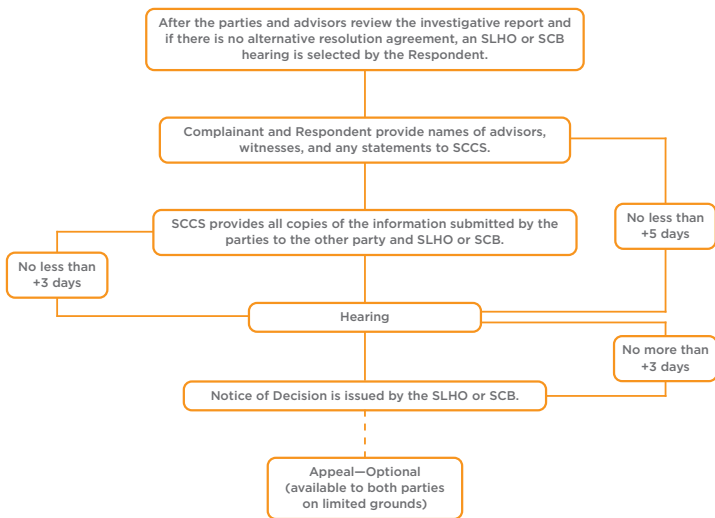 After the parties and advisors review the investigative report and
if there is no alternative resolution agreement, an SLHO or SCB
hearing is selected by the Respondent.
Complainant and Respondent provide names of advisors,
witnesses, and any statements to SCCS.
No less than
+5 days
SCCS provides all copies of the information submitted by the
parties to the other party and SLHO or SCB.
No less than
+3 days
Hearing
No more than
+3 days
Notice of Decision is issued by the SLHO or SCB.
Appeal—Optional
(available to both parties
on limited grounds)